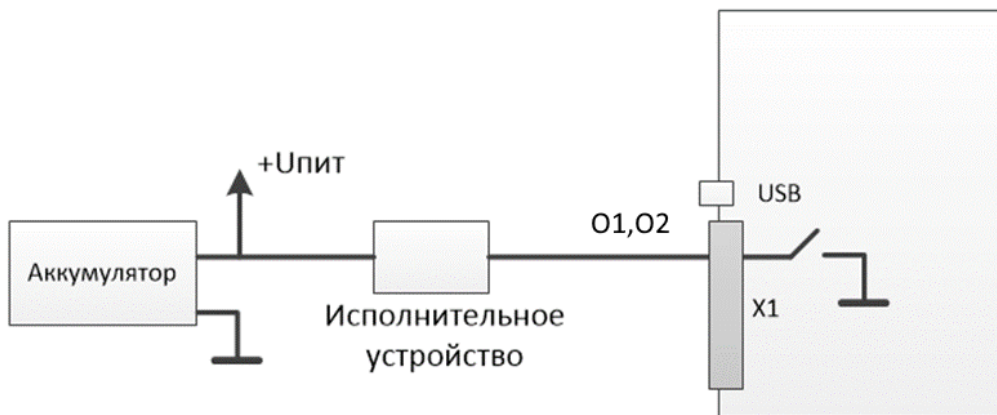 +Uпит
USB
O1,O2
Аккумулятор
X1
Исполнительное
устройство